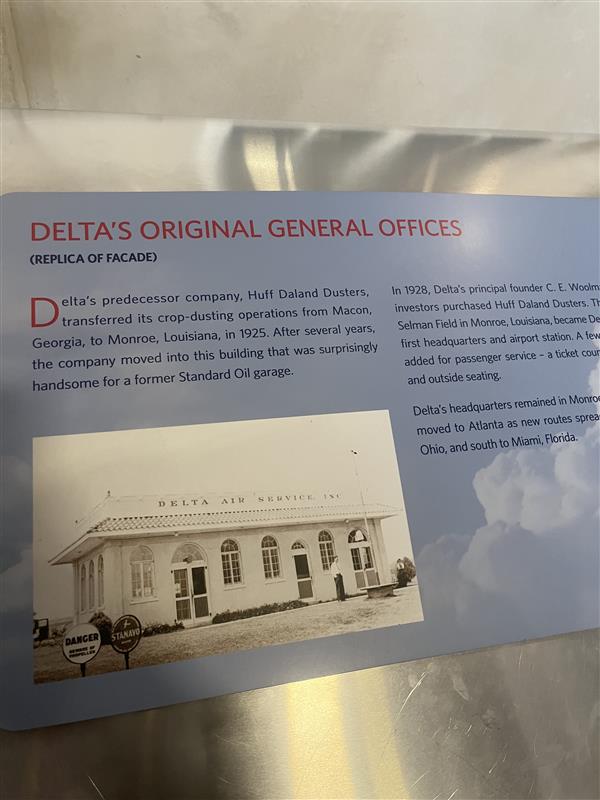 DELTA'S ORIGINAL GENERAL OFFICES
(REPLICA OF FACADE)
Delta's predecessor company, Huff Daland Dusters,
transferred its crop-dusting operations from Macon,
Georgia, to Monroe, Louisiana, in 1925. After several years,
the company moved into this building that was surprisingly
handsome for a former Standard Oil garage.
In 1928, Delta's principal founder C. E. Woolm
investors purchased Huff Daland Dusters. Th
Selman Field in Monroe, Louisiana, became De
first headquarters and airport station. A few
added for passenger service – a ticket coun
and outside seating.
Delta's headquarters remained in Monroe
moved to Atlanta as new routes sprea
Ohio, and south to Miami, Florida.
DELTA AIR SERVICE, INC
DANGER
BEWARE OF
PROPELLER
STANAVO